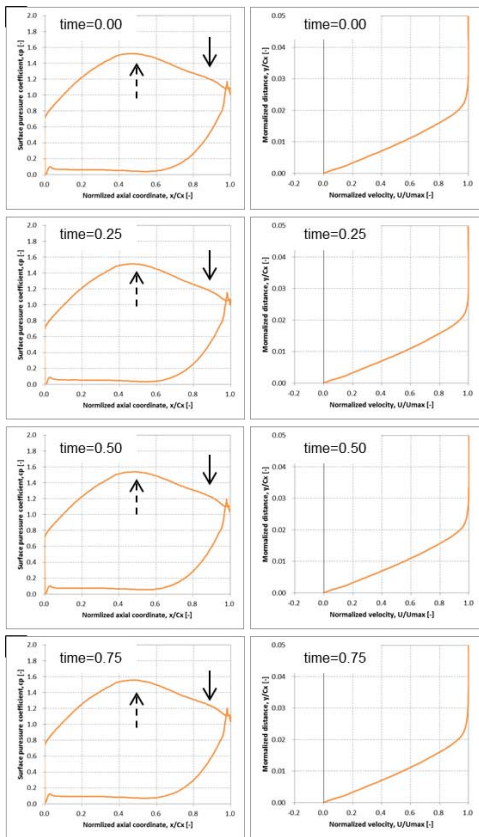 time=0.00
Surface puressure coefficient, cp [-]
2.0
1.8
1.6
1.4
1.2
1.0
0.8
0.6
0.4
0.2
0.0
0.0 0.2 0.4 0.6 0.8 1.0
Normlized axial coordinate, x/Cx [-]
time=0.00
Mormalized distance, y/Cx [-]
0.05
0.04
0.03
0.02
0.01
0.00
-0.2 0.0 0.2 0.4 0.6 0.8 1.0
Normalized velocity, U/Umax [-]
time=0.25
Surface puressure coefficient, cp [-]
2.0
1.8
1.6
1.4
1.2
1.0
0.8
0.6
0.4
0.2
0.0
0.0 0.2 0.4 0.6 0.8 1.0
Normlized axial coordinate, x/Cx [-]
time=0.25
Mormalized distance, y/Cx [-]
0.05
0.04
0.03
0.02
0.01
0.00
-0.2 0.0 0.2 0.4 0.6 0.8 1.0
Normalized velocity, U/Umax [-]
time=0.50
Surface puressure coefficient, cp [-]
2.0
1.8
1.6
1.4
1.2
1.0
0.8
0.6
0.4
0.2
0.0
0.0 0.2 0.4 0.6 0.8 1.0
Normlized axial coordinate, x/Cx [-]
time=0.50
Mormalized distance, y/Cx [-]
0.05
0.04
0.03
0.02
0.01
0.00
-0.2 0.0 0.2 0.4 0.6 0.8 1.0
Normalized velocity, U/Umax [-]
time=0.75
Surface puressure coefficient, cp [-]
2.0
1.8
1.6
1.4
1.2
1.0
0.8
0.6
0.4
0.2
0.0
0.0 0.2 0.4 0.6 0.8 1.0
Normlized axial coordinate, x/Cx [-]
time=0.75
Mormalized distance, y/Cx [-]
0.05
0.04
0.03
0.02
0.01
0.00
-0.2 0.0 0.2 0.4 0.6 0.8 1.0
Normalized velocity, U/Umax [-]